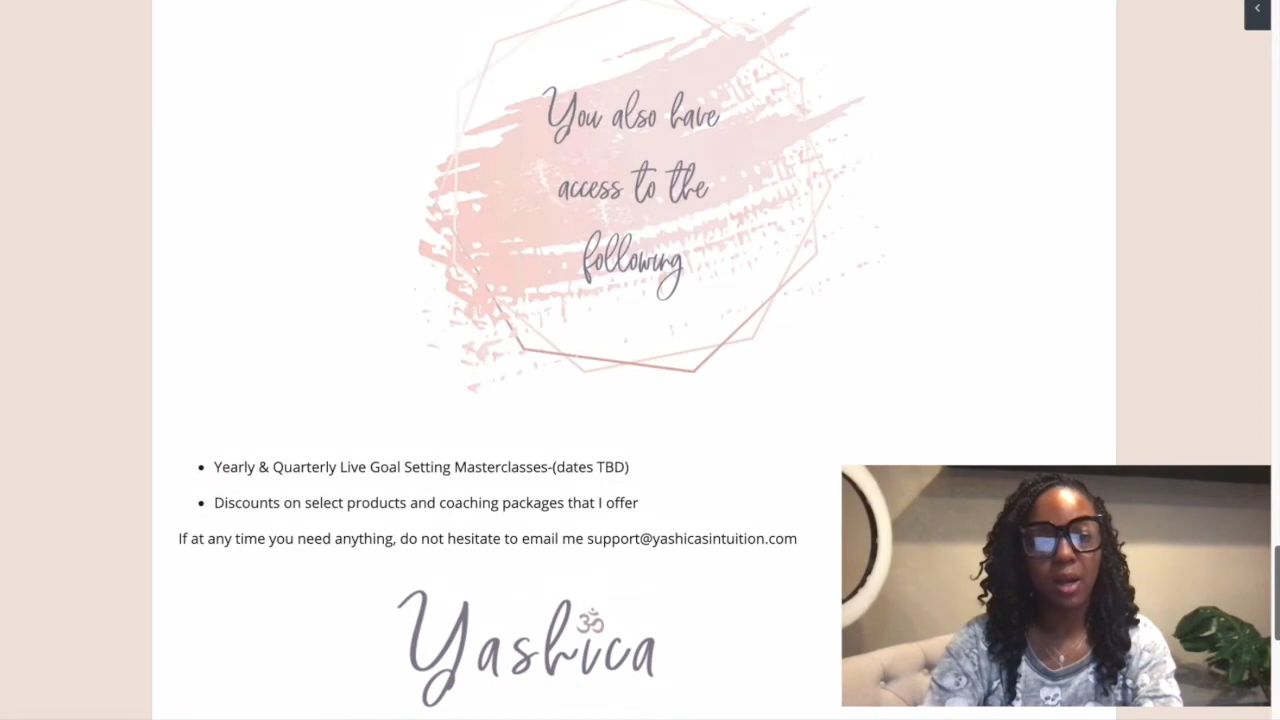 You also have
access to the
following
Yearly & Quarterly Live Goal Setting Masterclasses-(dates TBD)
Discounts on select products and coaching packages that I offer
If at any time you need anything, do not hesitate to email me support@yashicasintuition.com
Yashica
ॐ